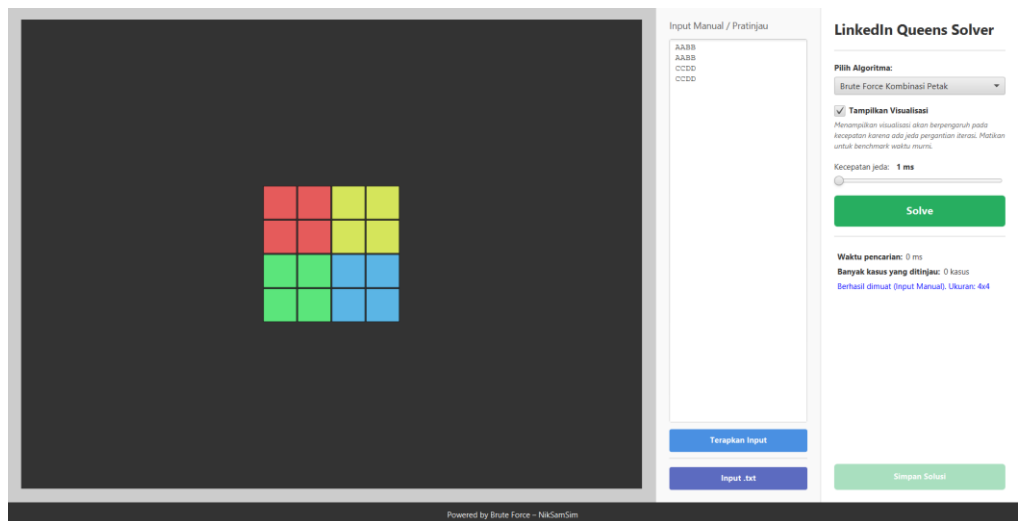 Input Manual / Pratinjau
AABB
AABB
CCDD
CCDD
Terapkan Input
Input .txt
LinkedIn Queens Solver
Pilih Algoritma:
Brute Force Kombinasi Petak
Tampilkan Visualisasi
Menampilkan visualisasi akan berpengaruh pada
kecepatan karena ada jeda pergantian iterasi. Matikan
untuk benchmark waktu murni.
Kecepatan jeda: 1 ms
Solve
Waktu pencarian: 0 ms
Banyak kasus yang ditinjau: 0 kasus
Berhasil dimuat (Input Manual). Ukuran: 4x4
Simpan Solusi
Powered by Brute Force – NikSamSim